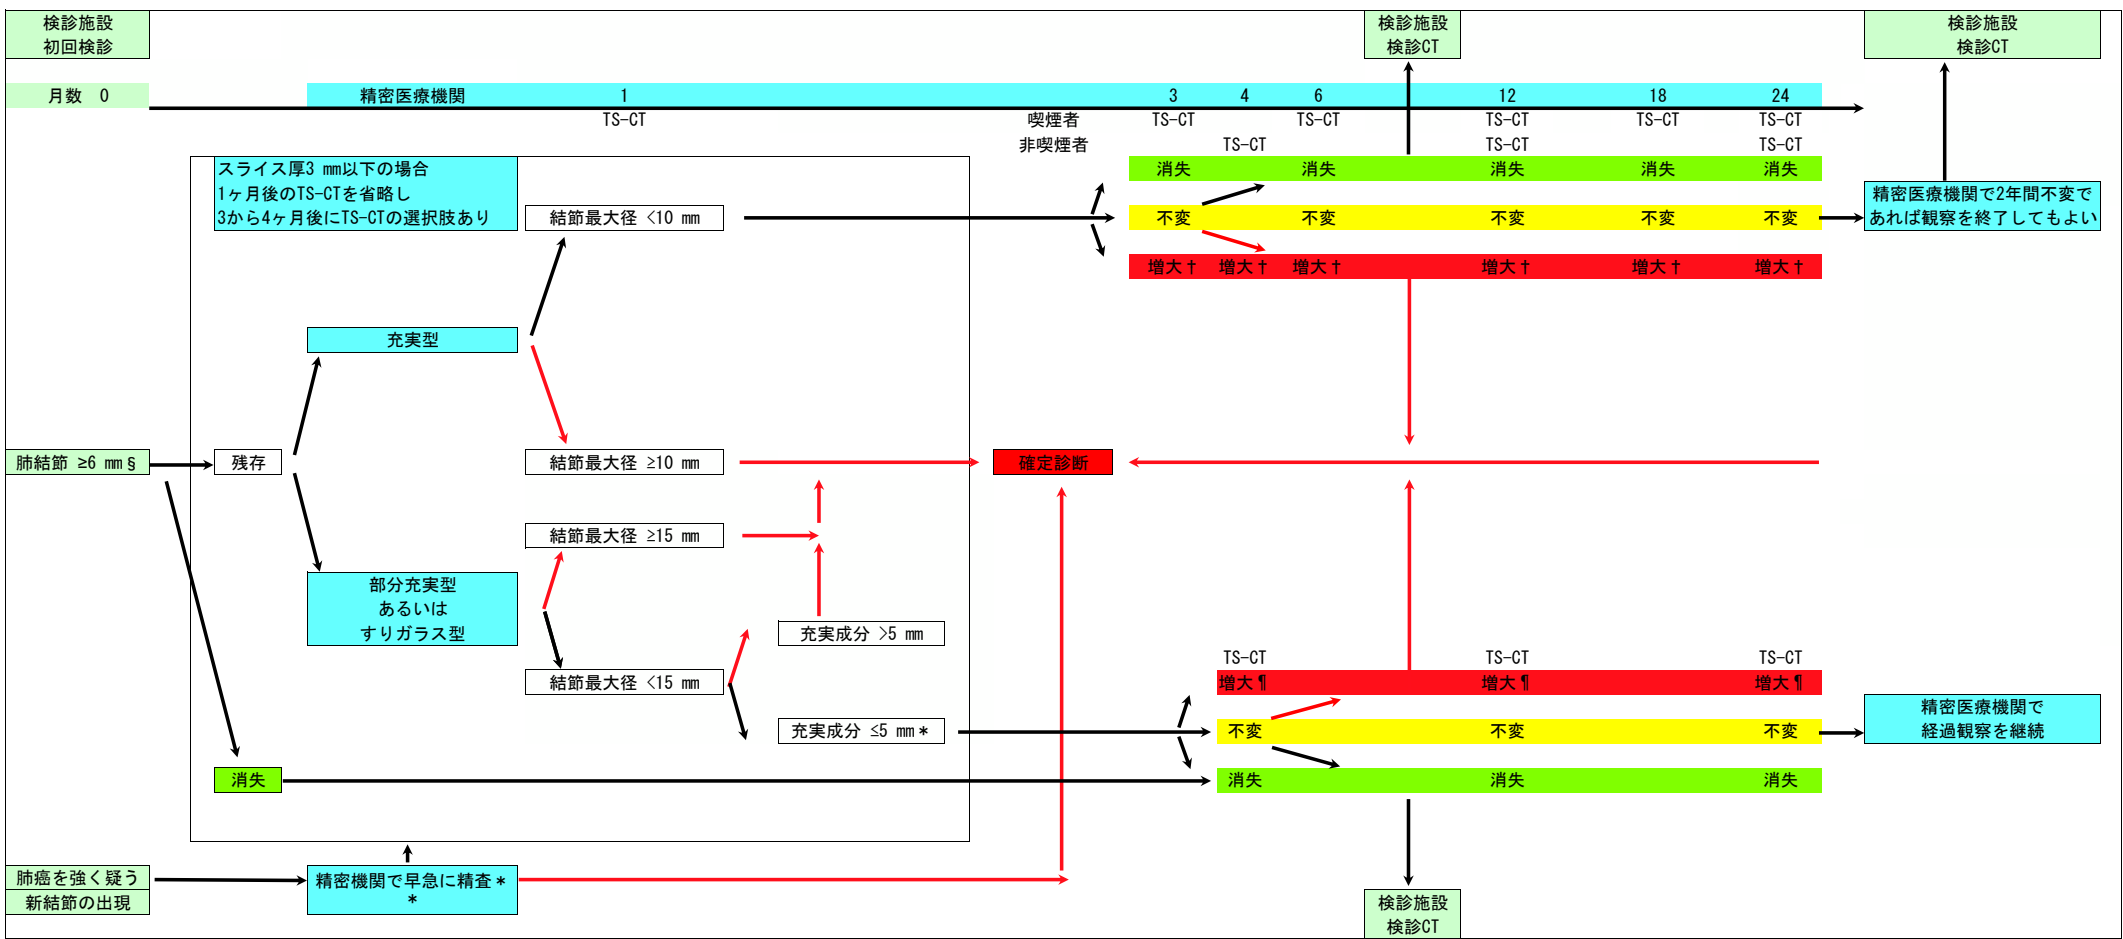 検診施設
初回検診
検診施設
検診CT
検診施設
検診CT
月数 0
精密医療機関
1
3
4
6
12
18
24
TS-CT
喫煙者
TS-CT
TS-CT
TS-CT
TS-CT
TS-CT
非喫煙者
TS-CT
TS-CT
TS-CT
スライス厚3 mm以下の場合
1ヶ月後のTS-CTを省略し
3から4ヶ月後にTS-CTの選択肢あり
消失
消失
消失
消失
消失
結節最大径 <10 mm
不変
不変
不変
不変
不変
精密医療機関で2年間不変で
あれば観察を終了してもよい
増大†
増大†
増大†
増大†
増大†
増大†
充実型
肺結節 ≥6 mm§
残存
結節最大径 ≥10 mm
確定診断
結節最大径 ≥15 mm
部分充実型
あるいは
すりガラス型
充実成分 >5 mm
結節最大径 <15 mm
TS-CT
TS-CT
TS-CT
増大¶
増大¶
増大¶
充実成分 ≤5 mm*
不変
不変
不変
精密医療機関で
経過観察を継続
消失
消失
消失
消失
肺癌を強く疑う
新結節の出現
精密機関で早急に精査*
*
検診施設
検診CT